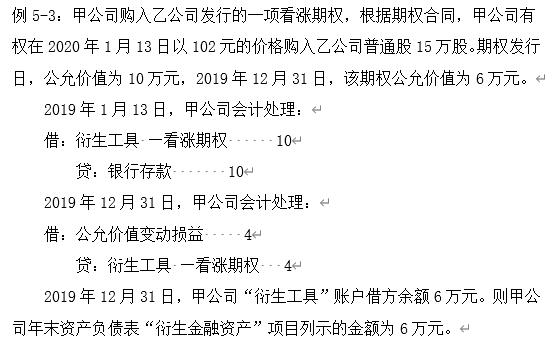 例 5-3：甲公司购入乙公司发行的一项看涨期权，根据期权合同，甲公司有
权在 2020 年 1 月 13 日以 102 元的价格购入乙公司普通股 15 万股。期权发行
日，公允价值为 10 万元，2019 年 12 月 31 日，该期权公允价值为 6 万元。
2019 年 1 月 13 日，甲公司会计处理：
借：衍生工具 —看涨期权 10
贷：银行存款 10
2019 年 12 月 31 日，甲公司会计处理：
借：公允价值变动损益 4
贷：衍生工具 —看涨期权 4
2019 年 12 月 31 日，甲公司“衍生工具”账户借方余额 6 万元。则甲公
司年末资产负债表“衍生金融资产”项目列示的金额为 6 万元。